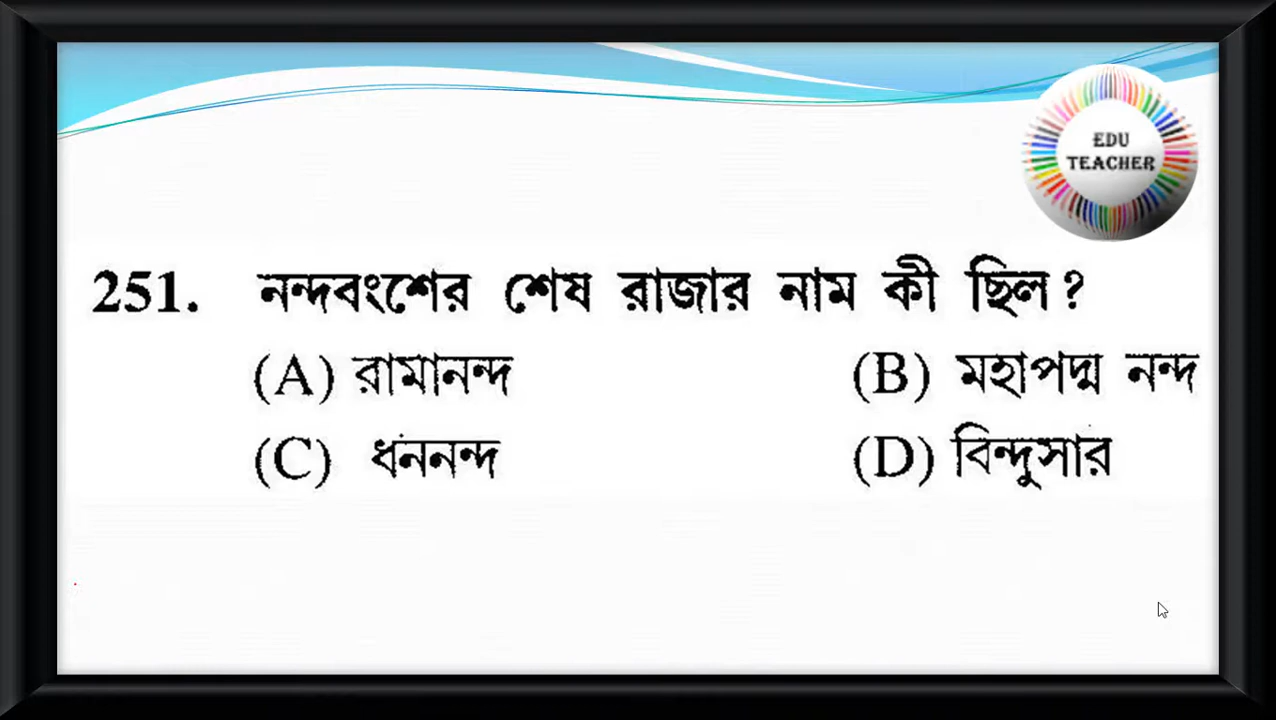 EDU
TEACHER
251. নন্দবংশের শেষ রাজার নাম কী ছিল?
(A) রামানন্দ (B) মহাপদ্ম নন্দ
(C) ধননন্দ (D) বিন্দুসার